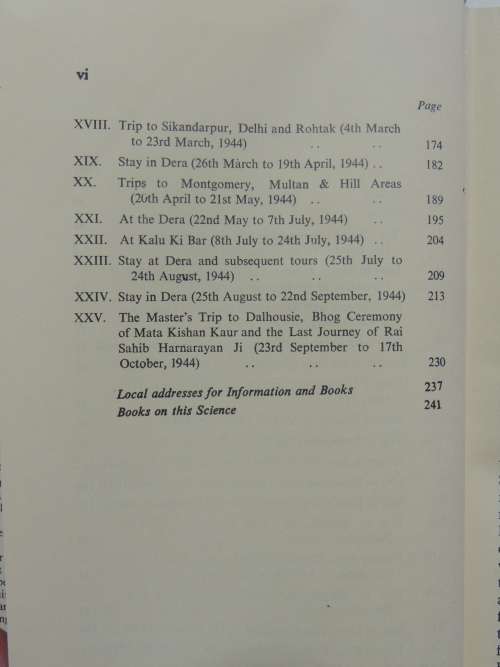 vi
Page
XVIII. Trip to Sikandarpur, Delhi and Rohtak (4th March
to 23rd March, 1944) .. .. 174
XIX. Stay in Dera (26th March to 19th April, 1944) .. 182
XX. Trips to Montgomery, Multan & Hill Areas
(20th April to 21st May, 1944) .. .. 189
XXI. At the Dera (22nd May to 7th July, 1944) .. 195
XXII. At Kalu Ki Bar (8th July to 24th July, 1944) .. 204
XXIII. Stay at Dera and subsequent tours (25th July to
24th August, 1944) .. .. .. 209
XXIV. Stay in Dera (25th August to 22nd September, 1944) 213
XXV. The Master's Trip to Dalhousie, Bhog Ceremony
of Mata Kishan Kaur and the Last Journey of Rai
Sahib Harnarayan Ji (23rd September to 17th
October, 1944) .. .. .. 230
Local addresses for Information and Books 237
Books on this Science 241